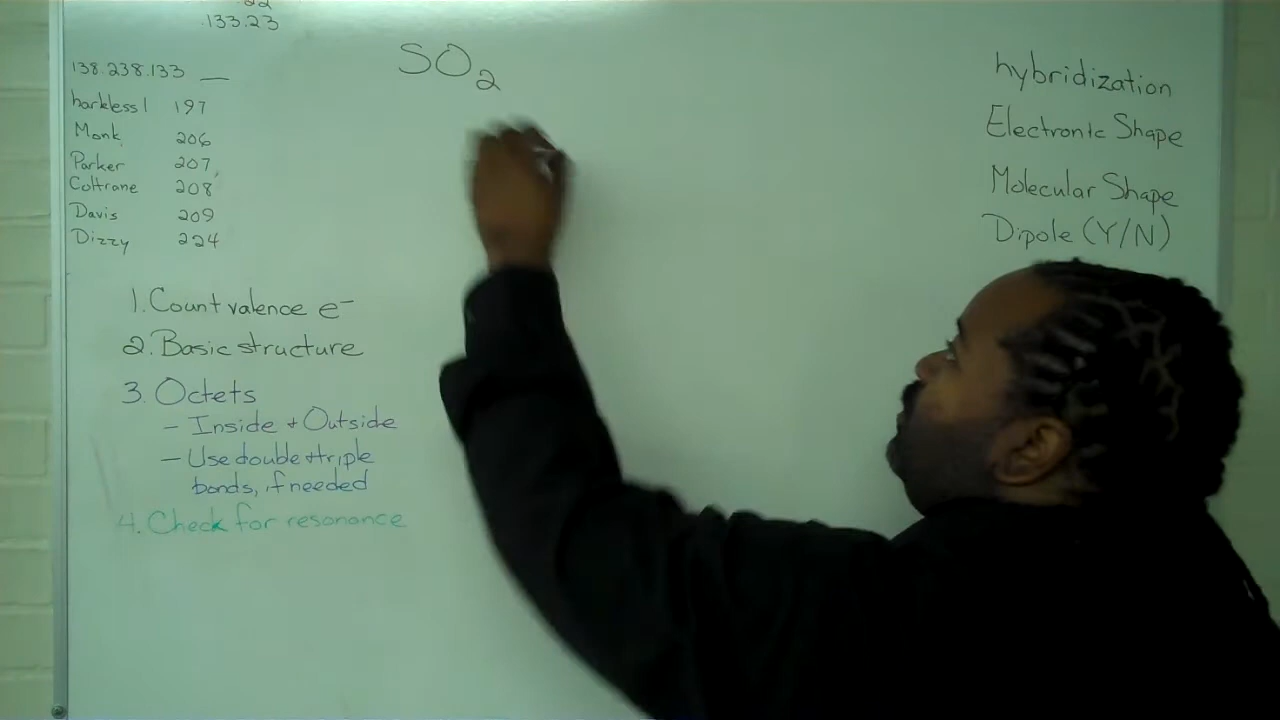 .133.23
138.238.133 __
harkless1 197
Monk 206
Parker 207
Coltrane 208
Davis 209
Dizzy 224
SO2
hybridization
Electronic Shape
Molecular Shape
Dipole (Y/N)
1. Count valence e⁻
2. Basic structure
3. Octets
- Inside + Outside
- Use double + triple
bonds, if needed
4. Check for resonance